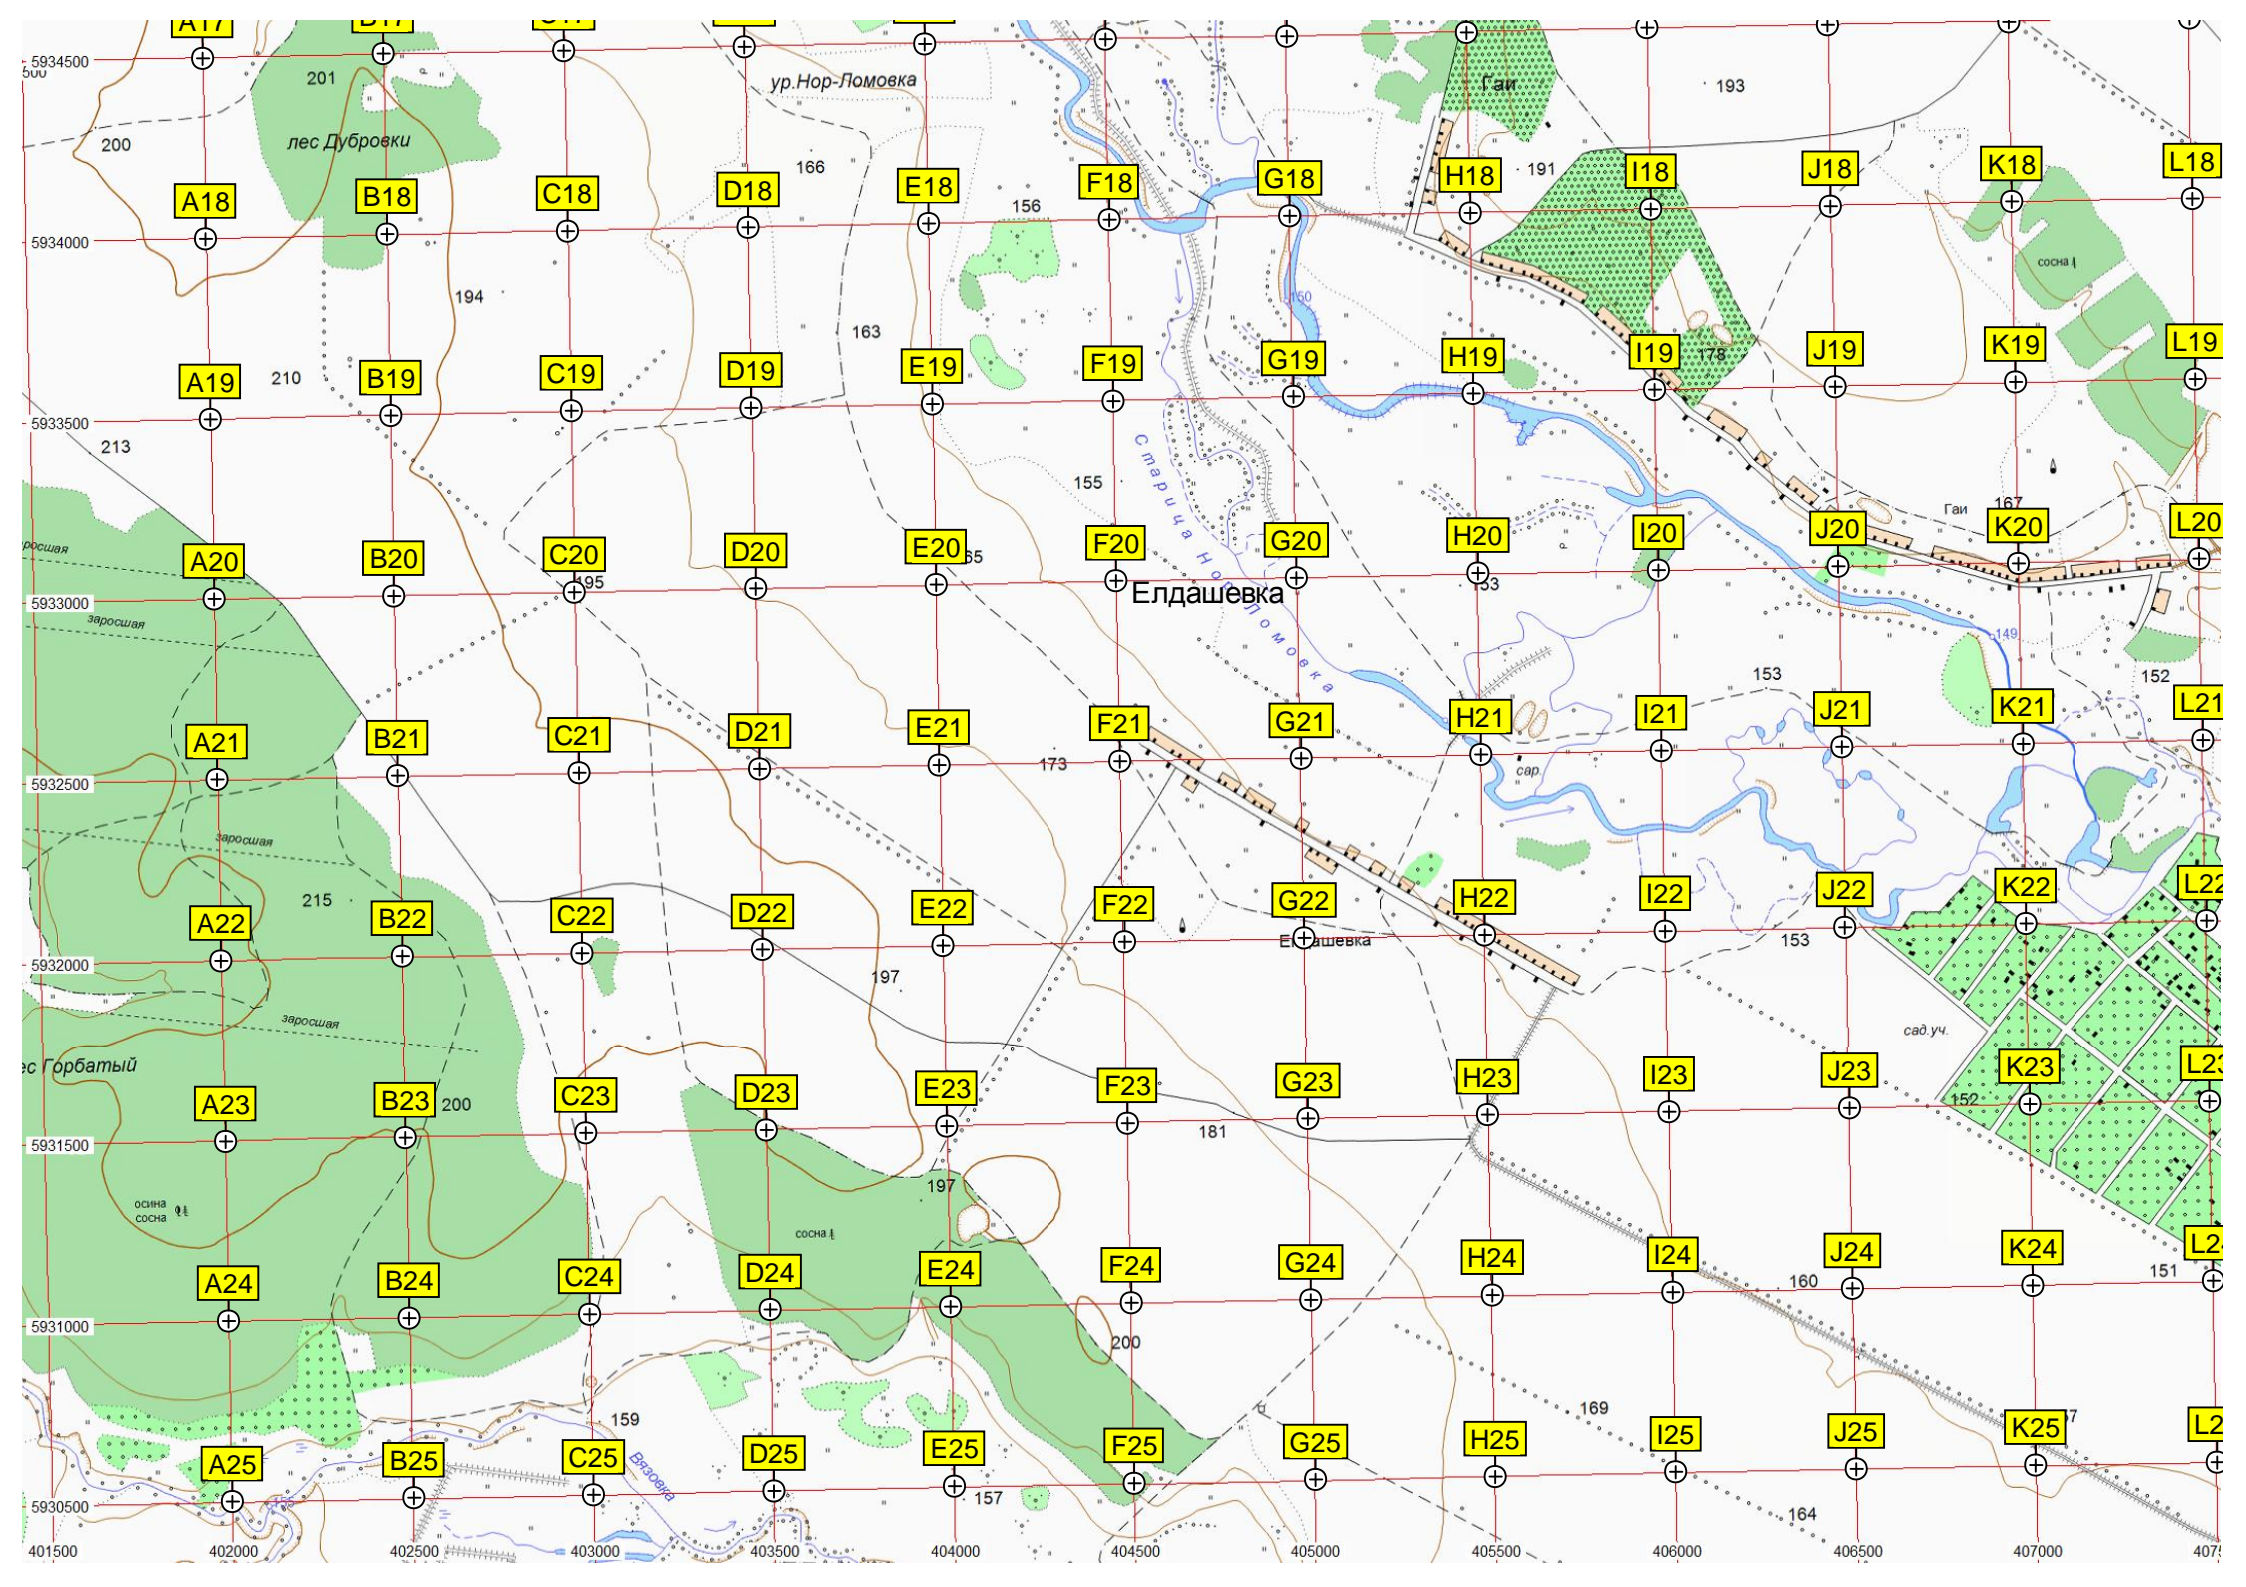 A17
B17
5934500
201
ур.Нор-Ломовка
Гаи
193
200
лес Дубровки
166
191
A18
B18
C18
D18
E18
F18
G18
H18
I18
J18
K18
L18
156
5934000
сосна
194
150
163
178
A19
B19
C19
D19
E19
F19
G19
H19
I19
J19
K19
L19
210
5933500
213
155
Старица Нор-Ломовка
Гаи
167
A20
B20
C20
D20
E20
F20
G20
H20
I20
J20
K20
L20
195
Елдашевка
5933000
заросшая
149
153
152
A21
B21
C21
D21
E21
F21
G21
H21
I21
J21
K21
L21
173
сар.
5932500
заросшая
215
A22
B22
C22
D22
E22
F22
G22
H22
I22
J22
K22
L22
153
5932000
197
заросшая
сад.уч.
A23
B23
C23
D23
E23
F23
G23
H23
I23
J23
K23
L23
200
152
5931500
181
197
осина
сосна
сосна
A24
B24
C24
D24
E24
F24
G24
H24
I24
J24
K24
151
160
5931000
200
159
169
A25
B25
C25
D25
E25
F25
G25
H25
I25
J25
K25
Вязовка
5930500
157
164
401500
402000
402500
403000
403500
404000
404500
405000
405500
406000
406500
407000